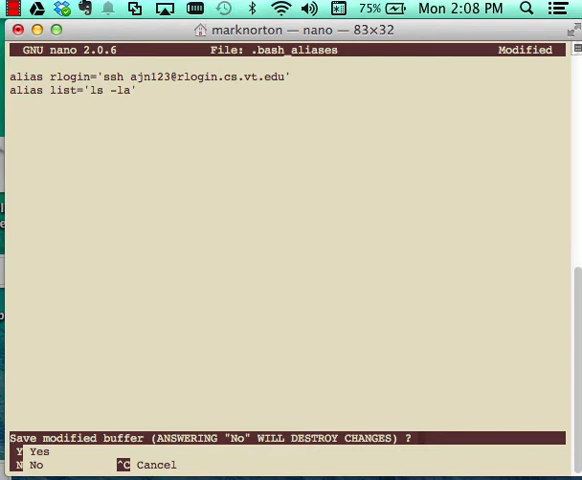 75% Mon 2:08 PM
marknorton — nano — 83×32
GNU nano 2.0.6 File: .bash_aliases Modified
alias rlogin='ssh ajn123@rlogin.cs.vt.edu'
alias list='ls -la'
Save modified buffer (ANSWERING "No" WILL DESTROY CHANGES) ?
Y Yes
N No ^C Cancel